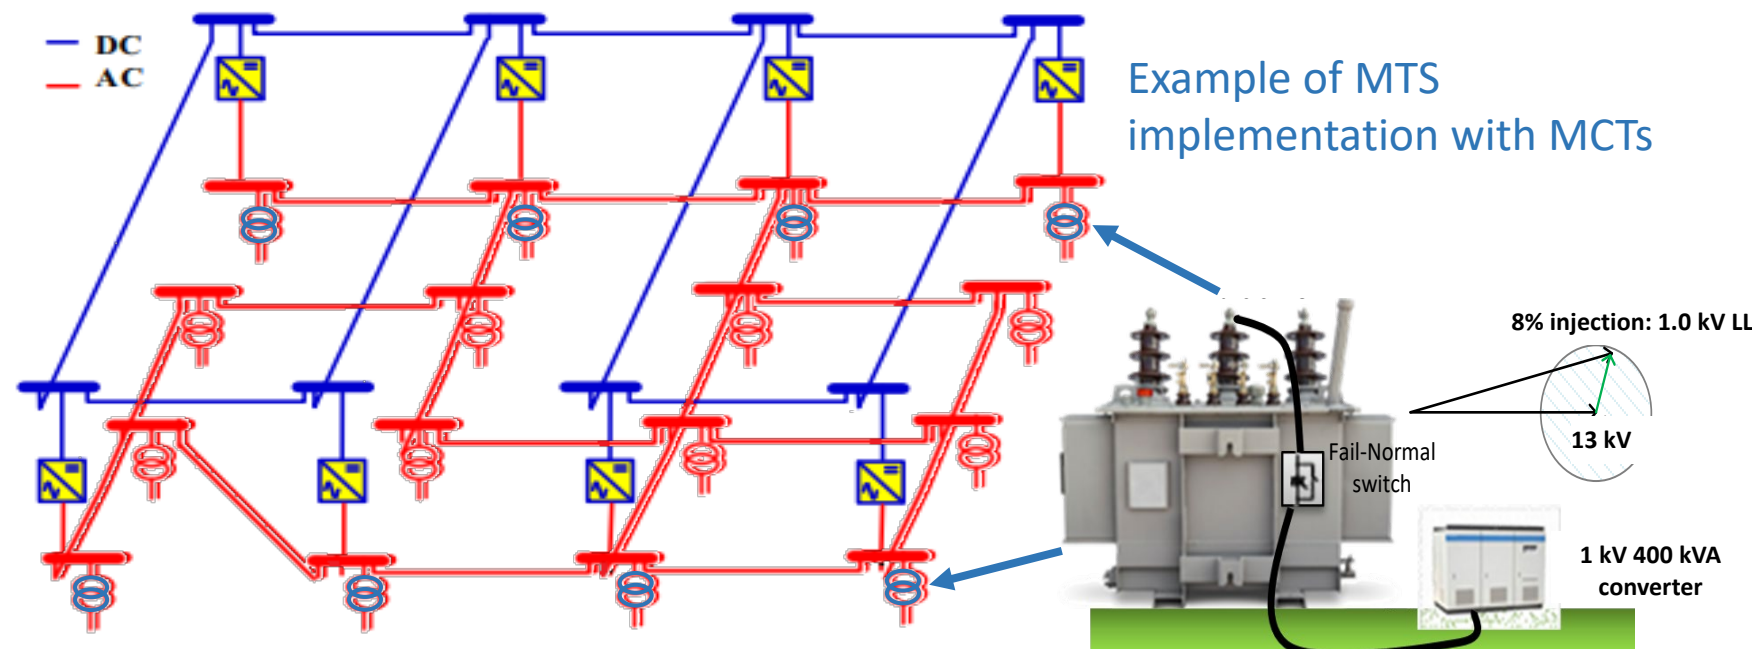 DC
AC
Example of MTS
implementation with MCTs
8% injection: 1.0 kV LL
13 kV
Fail-Normal
switch
1 kV 400 kVA
converter